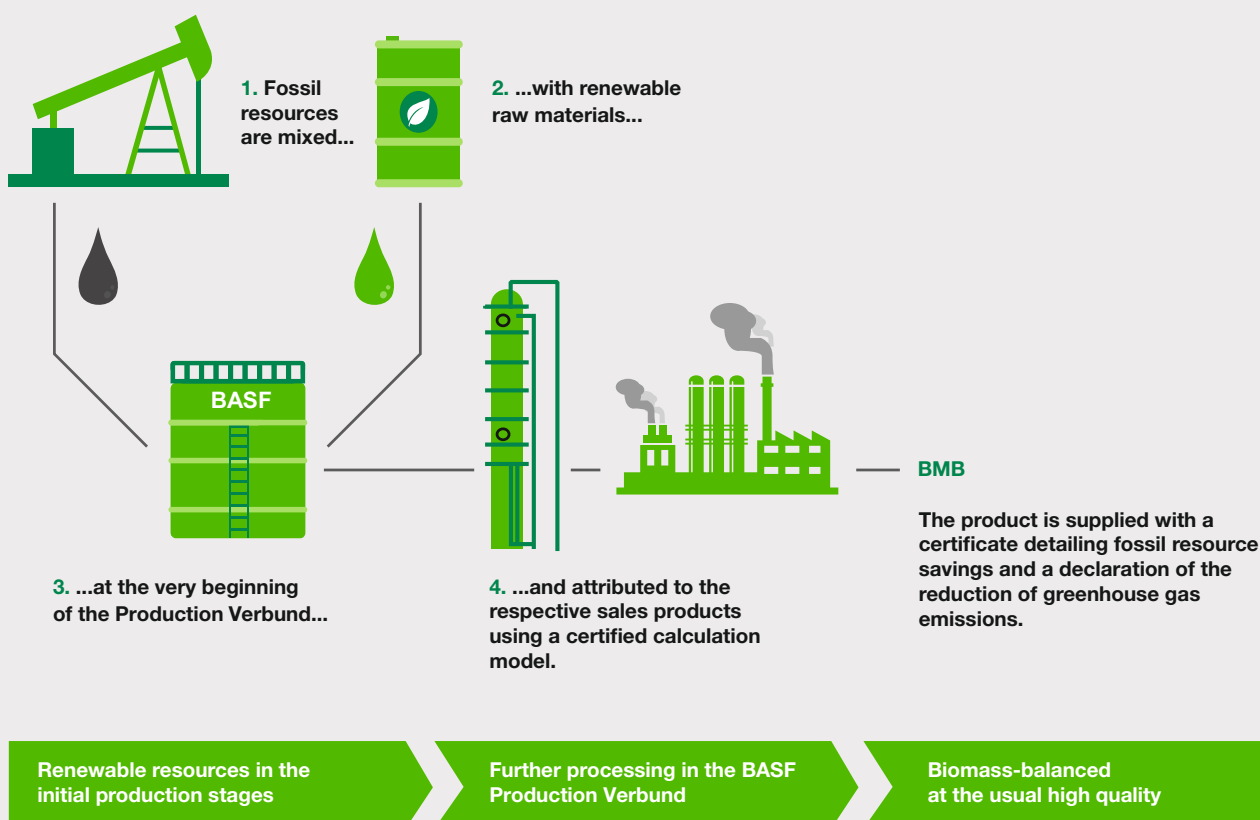 1. Fossil
resources
are mixed...
2. ...with renewable
raw materials...
BASF
3. ...at the very beginning
of the Production Verbund...
4. ...and attributed to the
respective sales products
using a certified calculation
model.
BMB
The product is supplied with a
certificate detailing fossil resource
savings and a declaration of the
reduction of greenhouse gas
emissions.
Renewable resources in the
initial production stages
Further processing in the BASF
Production Verbund
Biomass-balanced
at the usual high quality